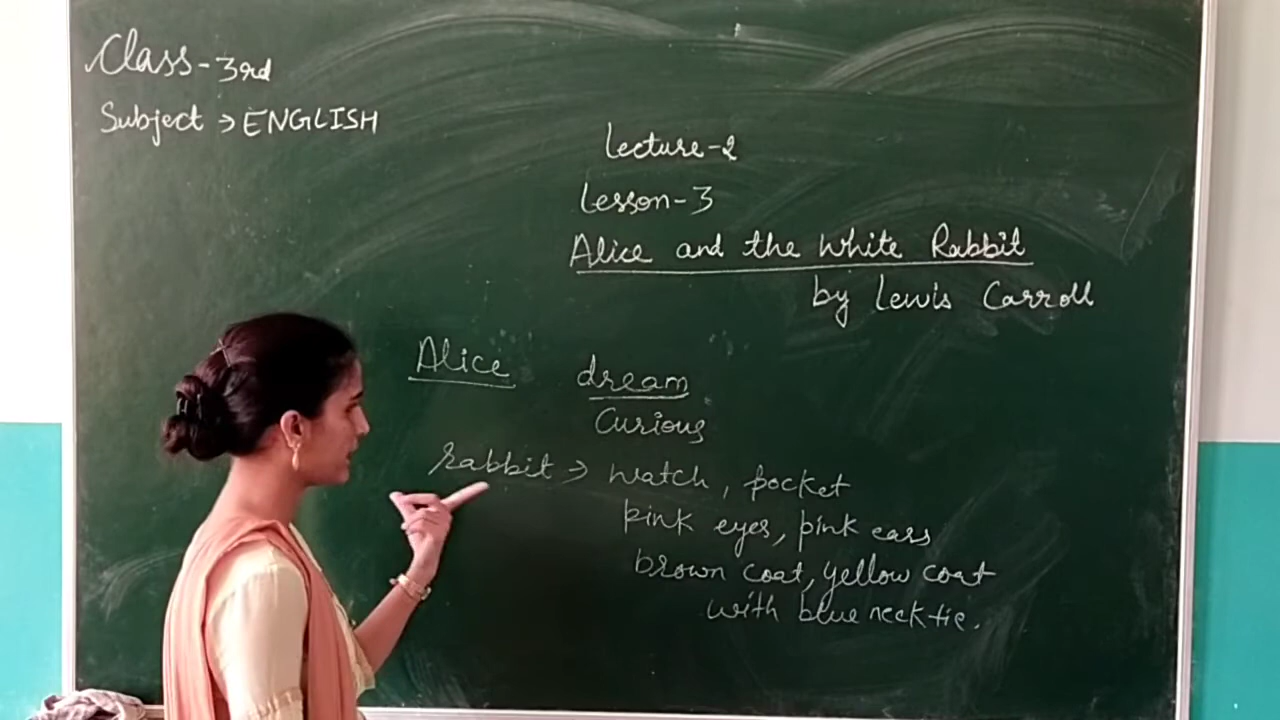 Class-3rd
Subject → ENGLISH
Lecture-2
Lesson-3
Alice and the White Rabbit
by Lewis Carroll
Alice dream
Curious
Rabbit → watch, pocket
pink eyes, pink ears
brown coat, yellow coat
with blue necktie.